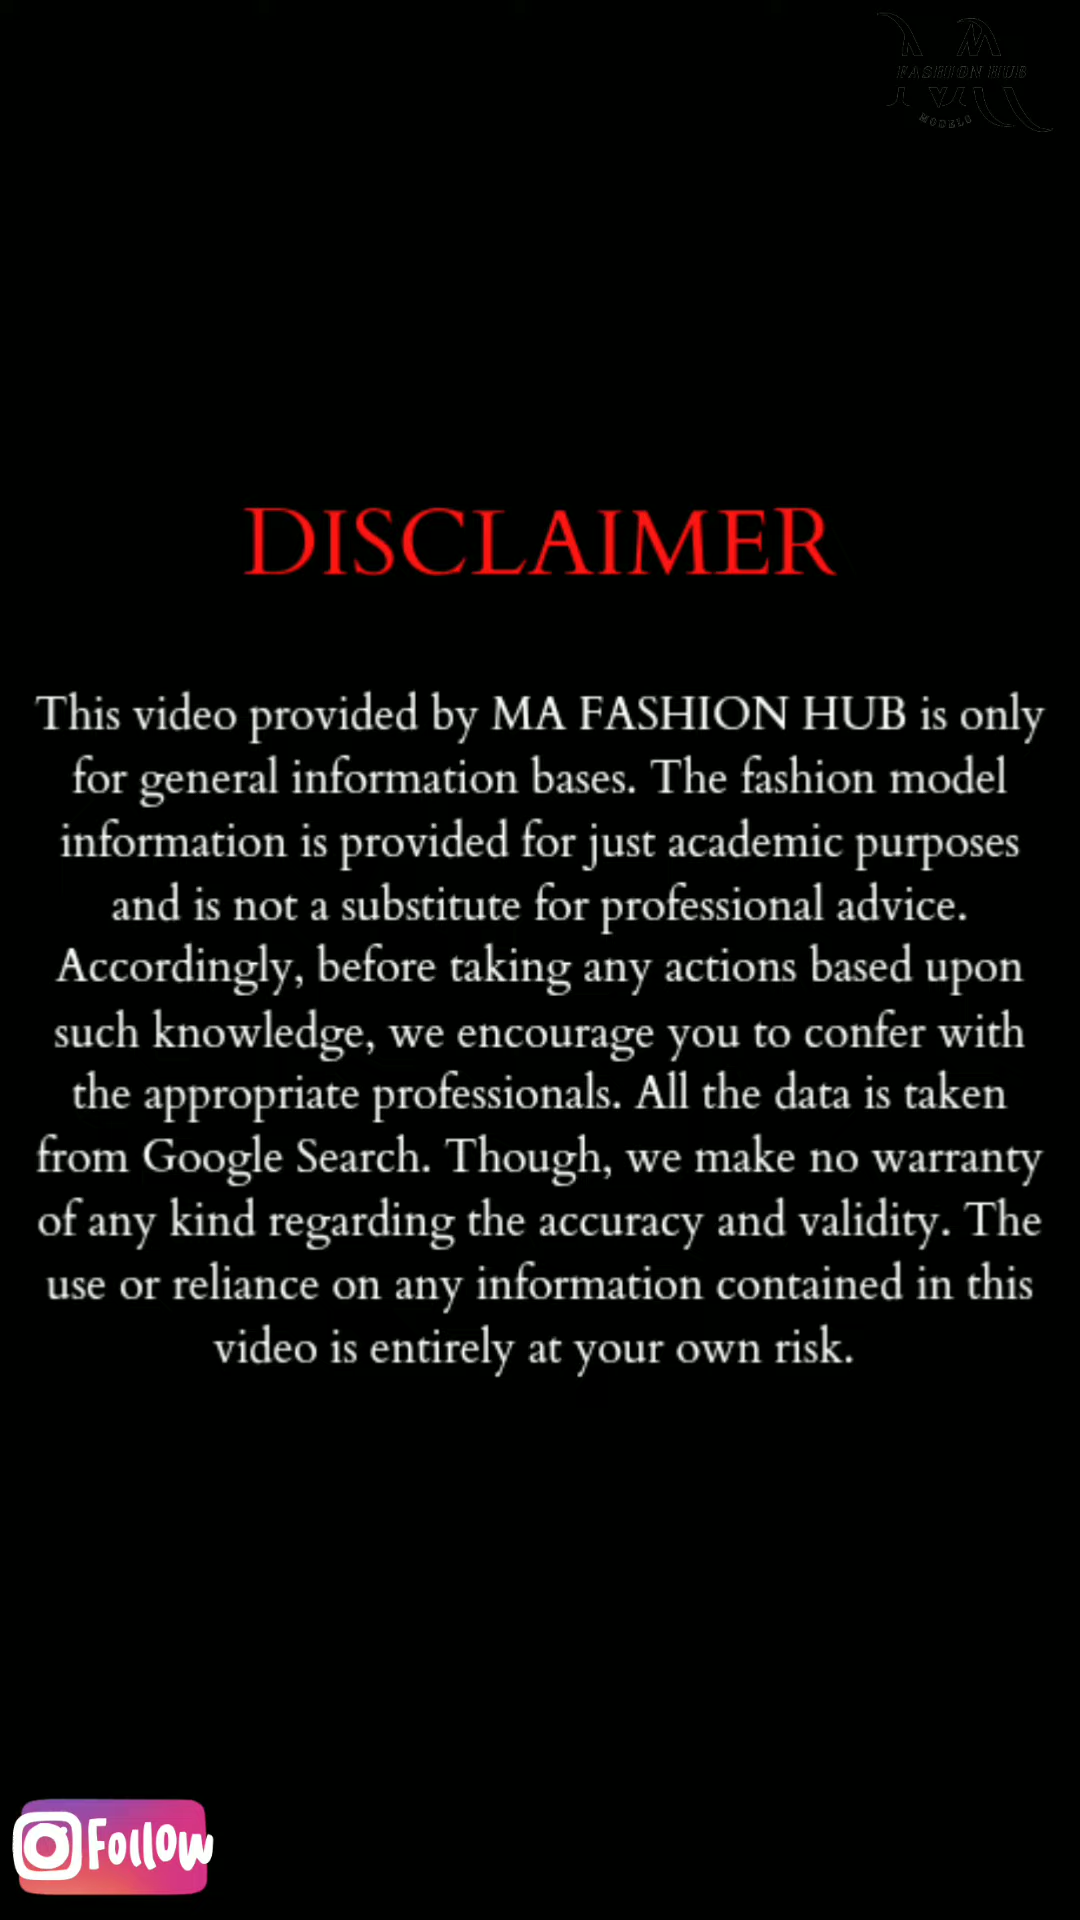 FASHION HUB
MODELS
DISCLAIMER
This video provided by MA FASHION HUB is only
for general information bases. The fashion model
information is provided for just academic purposes
and is not a substitute for professional advice.
Accordingly, before taking any actions based upon
such knowledge, we encourage you to confer with
the appropriate professionals. All the data is taken
from Google Search. Though, we make no warranty
of any kind regarding the accuracy and validity. The
use or reliance on any information contained in this
video is entirely at your own risk.
Follow